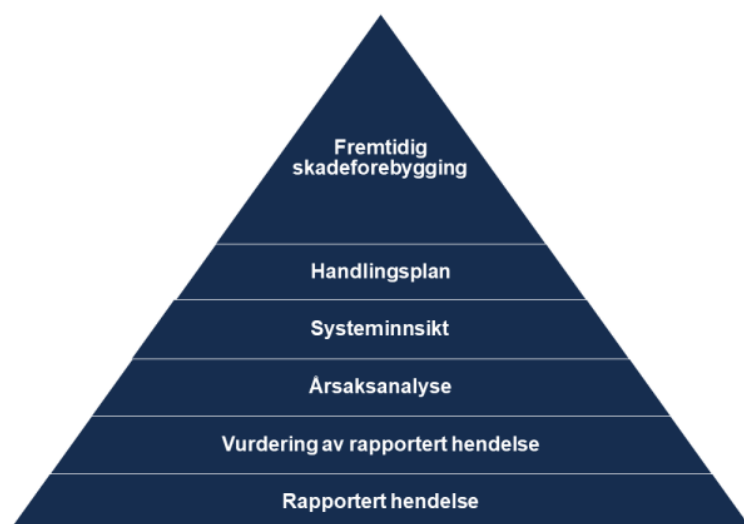 Fremtidig
skadeforebygging
Handlingsplan
Systeminnsikt
Årsaksanalyse
Vurdering av rapportert hendelse
Rapportert hendelse